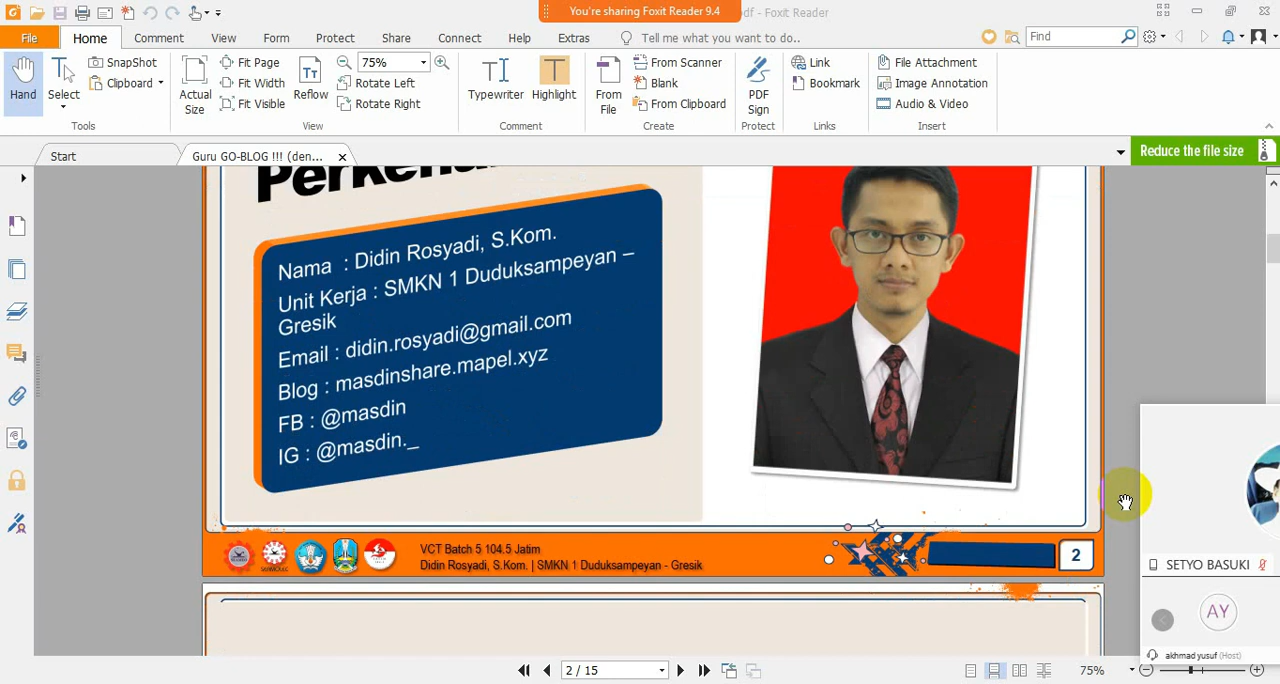 You're sharing Foxit Reader 9.4
.pdf - Foxit Reader
File
Home
Comment
View
Form
Protect
Share
Connect
Help
Extras
Tell me what you want to do..
Find
Hand
Select
SnapShot
Clipboard
Tools
Actual Size
Fit Page
Fit Width
Fit Visible
Reflow
75%
Rotate Left
Rotate Right
View
Typewriter
Highlight
Comment
From File
From Scanner
Blank
From Clipboard
Create
PDF Sign
Protect
Link
Bookmark
Links
File Attachment
Image Annotation
Audio & Video
Insert
Start
Guru GO-BLOG !!! (den...
Reduce the file size
Nama : Didin Rosyadi, S.Kom.
Unit Kerja : SMKN 1 Duduksampeyan –
Gresik
Email : didin.rosyadi@gmail.com
Blog : masdinshare.mapel.xyz
FB : @masdin
IG : @masdin._
VCT Batch 5 104.5 Jatim
Didin Rosyadi, S.Kom. | SMKN 1 Duduksampeyan - Gresik
2
SETYO BASUKI
AY
akhmad yusuf (Host)
2 / 15
75%